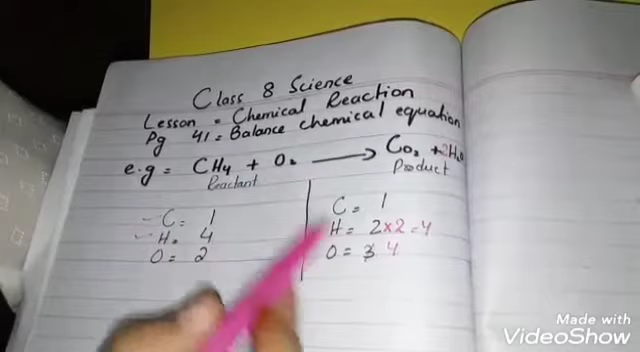 Class 8 Science
Lesson = Chemical Reaction
Pg 41 = Balance chemical equation
e.g = CH4 + O2 → CO2 + 2H2O
Reactant Product
C = 1
H = 4
O = 2
C = 1
H = 2×2 = 4
O = 3 4
Made with
VideoShow